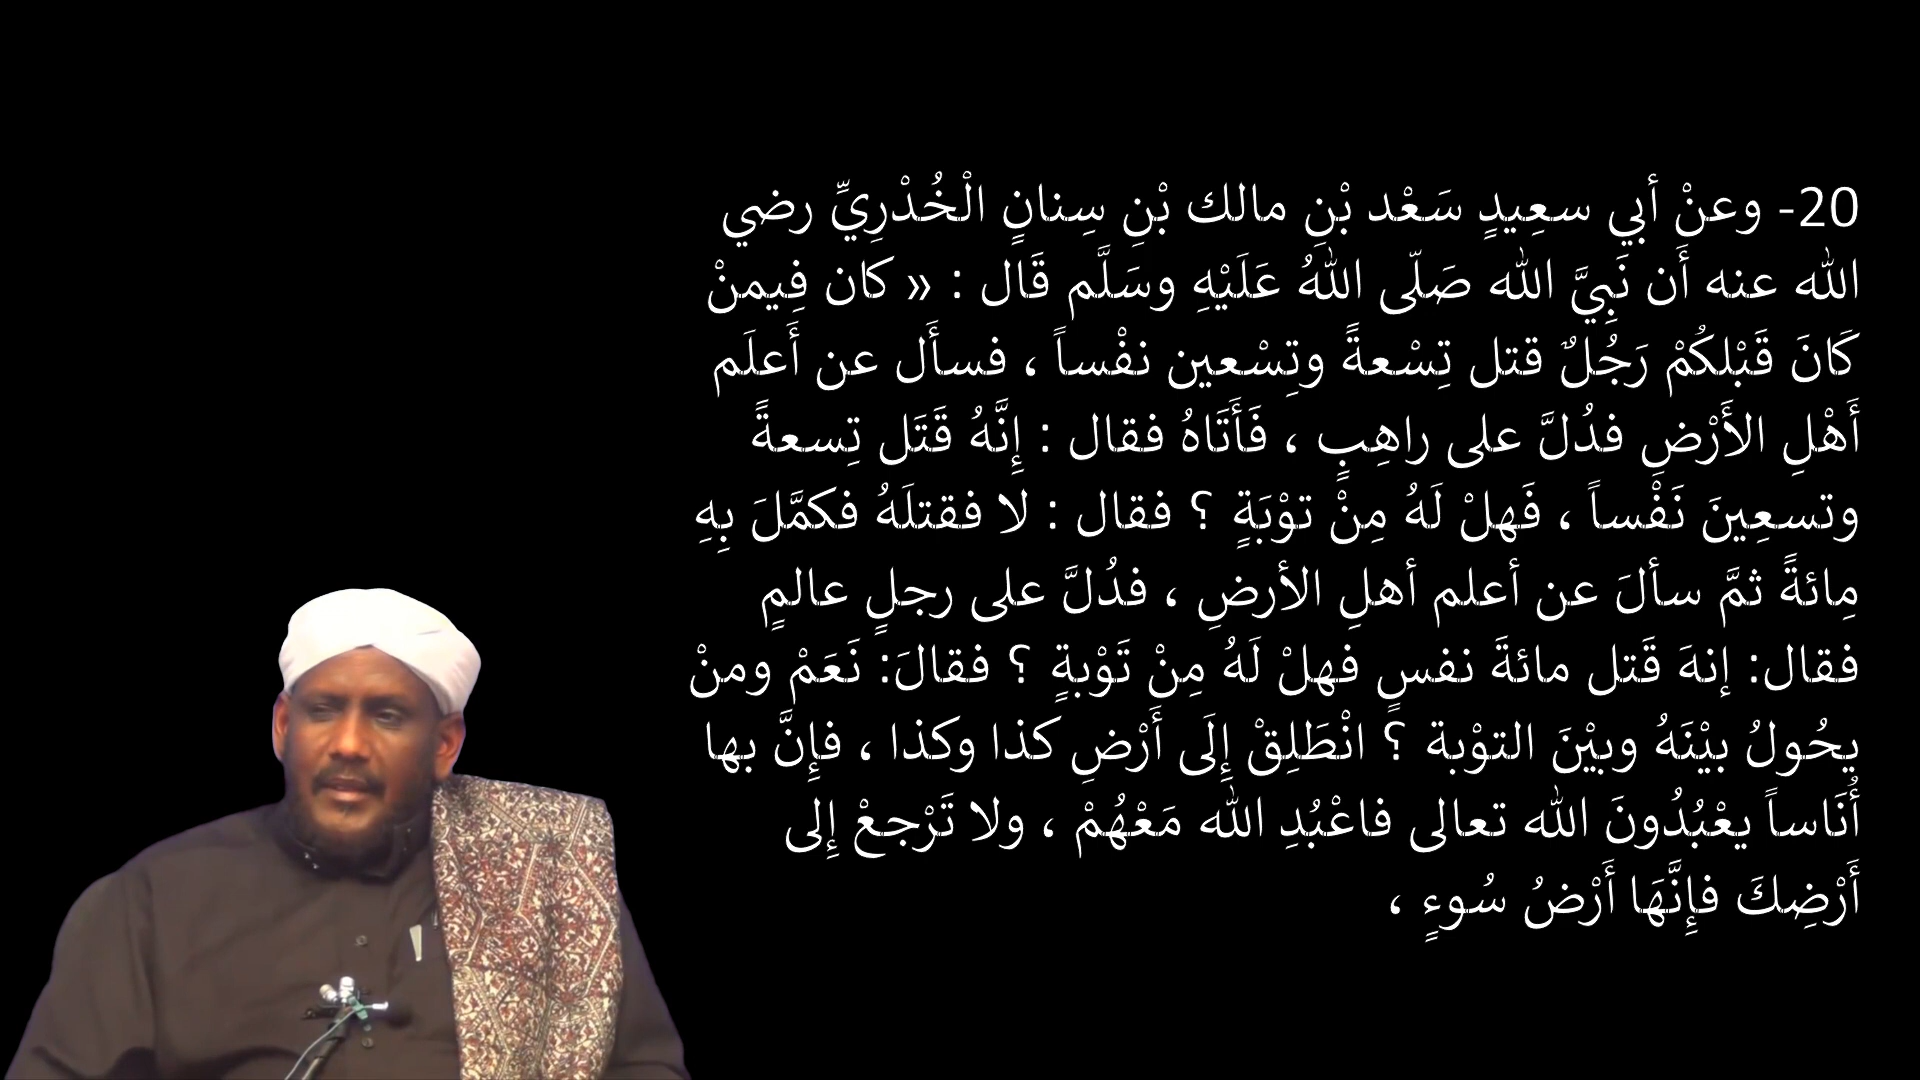 20- وعنْ أبي سعِيدٍ سَعْد بْنِ مالك بْنِ سِنانٍ الْخُدْرِيِّ رضي
الله عنه أَن نَبِيَّ الله صَلّى اللهُ عَلَيْهِ وسَلَّم قَال : « كان فِيمنْ
كَانَ قَبْلكُمْ رَجُلٌ قتل تِسْعةً وتِسْعين نفْساً ، فسأَل عن أَعلَم
أَهْلِ الأَرْضِ فدُلَّ على راهِبٍ ، فَأَتَاهُ فقال : إِنَّهُ قَتَل تِسعةً
وتسعِينَ نَفْساً ، فَهلْ لَهُ مِنْ توْبَةٍ ؟ فقال : لا فقتلَهُ فكمَّلَ بِهِ
مِائةً ثمَّ سألَ عن أعلم أهلِ الأرضِ ، فدُلَّ على رجلٍ عالمٍ
فقال: إنهَ قَتل مائةَ نفسٍ فهلْ لَهُ مِنْ تَوْبةٍ ؟ فقالَ: نَعَمْ ومنْ
يحُولُ بيْنَهُ وبيْنَ التوْبة ؟ انْطَلِقْ إِلَى أَرْضِ كذا وكذا ، فإِنَّ بها
أُنَاساً يعْبُدُونَ الله تعالى فاعْبُدِ الله مَعْهُمْ ، ولا تَرْجعْ إِلى
أَرْضِكَ فإِنَّهَا أَرْضُ سُوءٍ ،